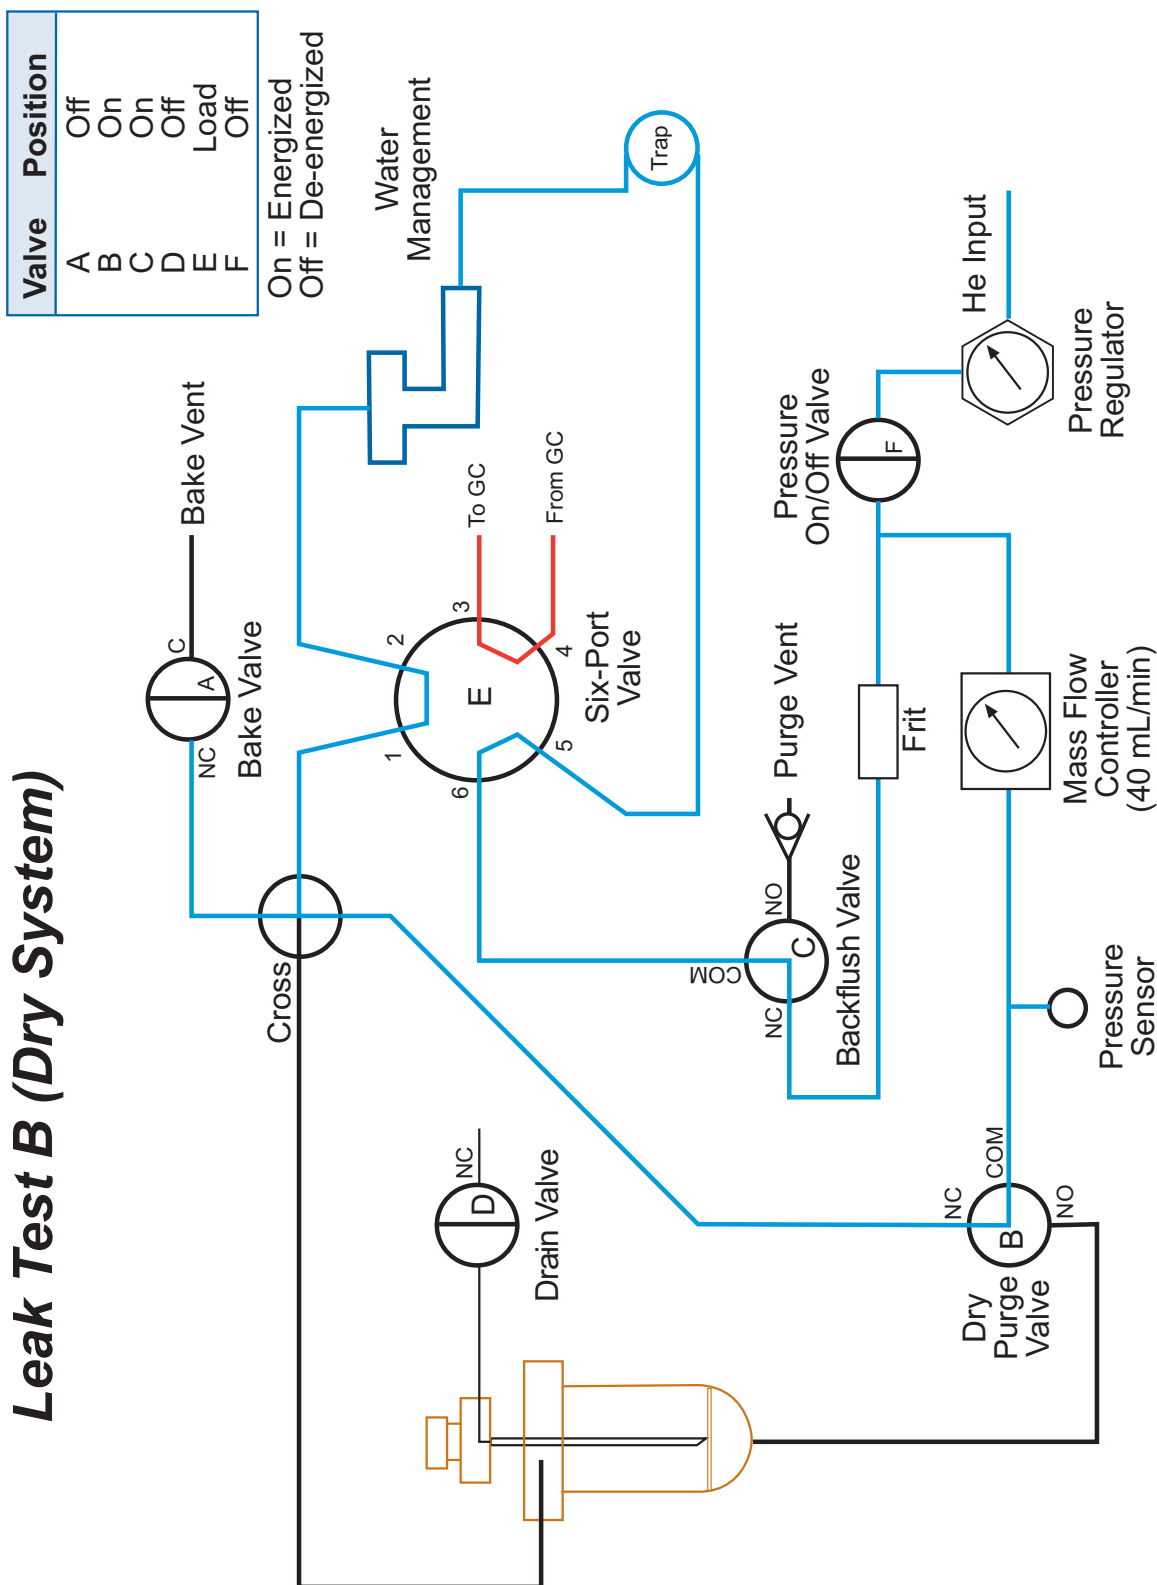 Leak Test B (Dry System)
Valve Position
A Off
B On
C On
D Off
E Load
F Off
On = Energized
Off = De-energized
Bake Vent
C
A
NC
Bake Valve
Water
Management
Trap
Cross
1
2
3
4
5
6
E
To GC
From GC
Six-Port
Valve
D
NC
Drain Valve
NO
C
COM
NC
Purge Vent
Backflush Valve
Frit
Pressure
On/Off Valve
F
He Input
Pressure
Regulator
Mass Flow
Controller
(40 mL/min)
Pressure
Sensor
NC
COM
B
NO
Dry
Purge
Valve